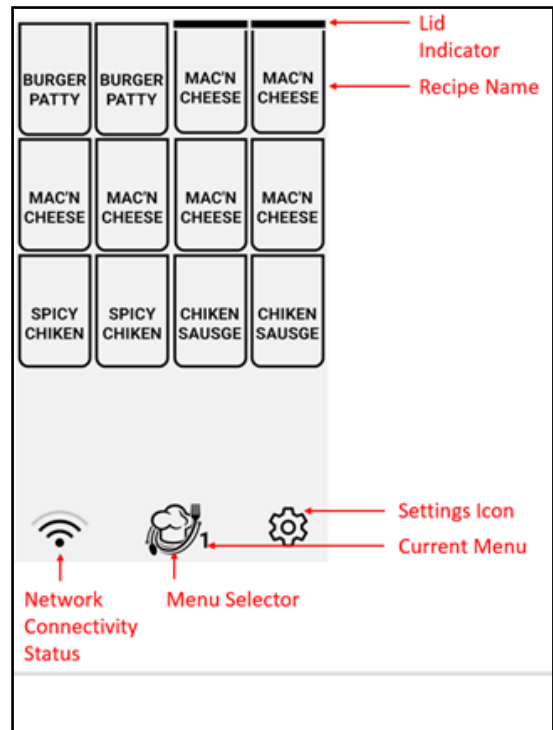 Lid
Indicator
BURGER
PATTY
BURGER
PATTY
MAC'N
CHEESE
MAC'N
CHEESE
Recipe Name
MAC'N
CHEESE
MAC'N
CHEESE
MAC'N
CHEESE
MAC'N
CHEESE
SPICY
CHIKEN
SPICY
CHIKEN
CHIKEN
SAUSGE
CHIKEN
SAUSGE
Settings Icon
1
Current Menu
Network
Connectivity
Status
Menu Selector